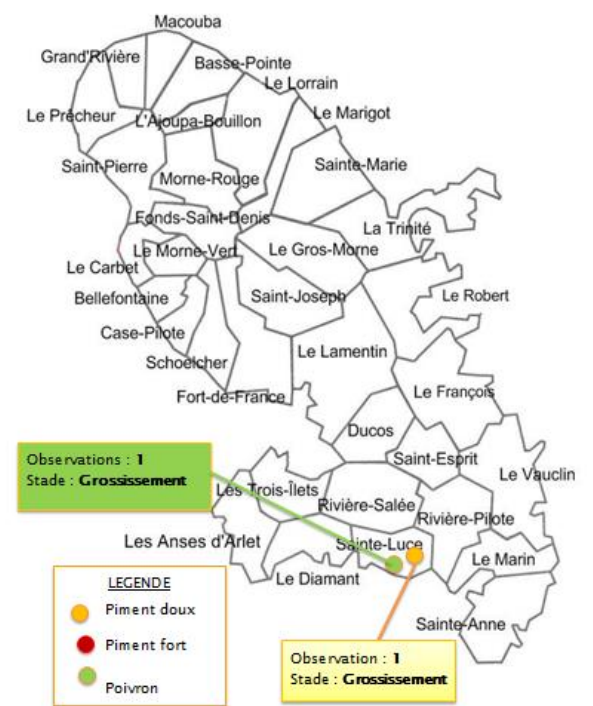 Macouba
Grand'Rivière
Basse-Pointe
Le Lorrain
Le Prêcheur
L'Ajoupa-Bouillon
Le Marigot
Saint-Pierre
Sainte-Marie
Morne-Rouge
Fonds-Saint-Denis
La Trinité
Le Morne-Vert
Le Gros-Morne
Le Carbet
Bellefontaine
Saint-Joseph
Le Robert
Case-Pilote
Schoelcher
Le Lamentin
Fort-de-France
Le François
Ducos
Observations : 1
Stade : Grossissement
Saint-Esprit
Le Vauclin
Les Trois-Îlets
Rivière-Salée
Rivière-Pilote
Les Anses d'Arlet
Sainte-Luce
Le Marin
Le Diamant
LEGENDE
Piment doux
Piment fort
Poivron
Sainte-Anne
Observation : 1
Stade : Grossissement